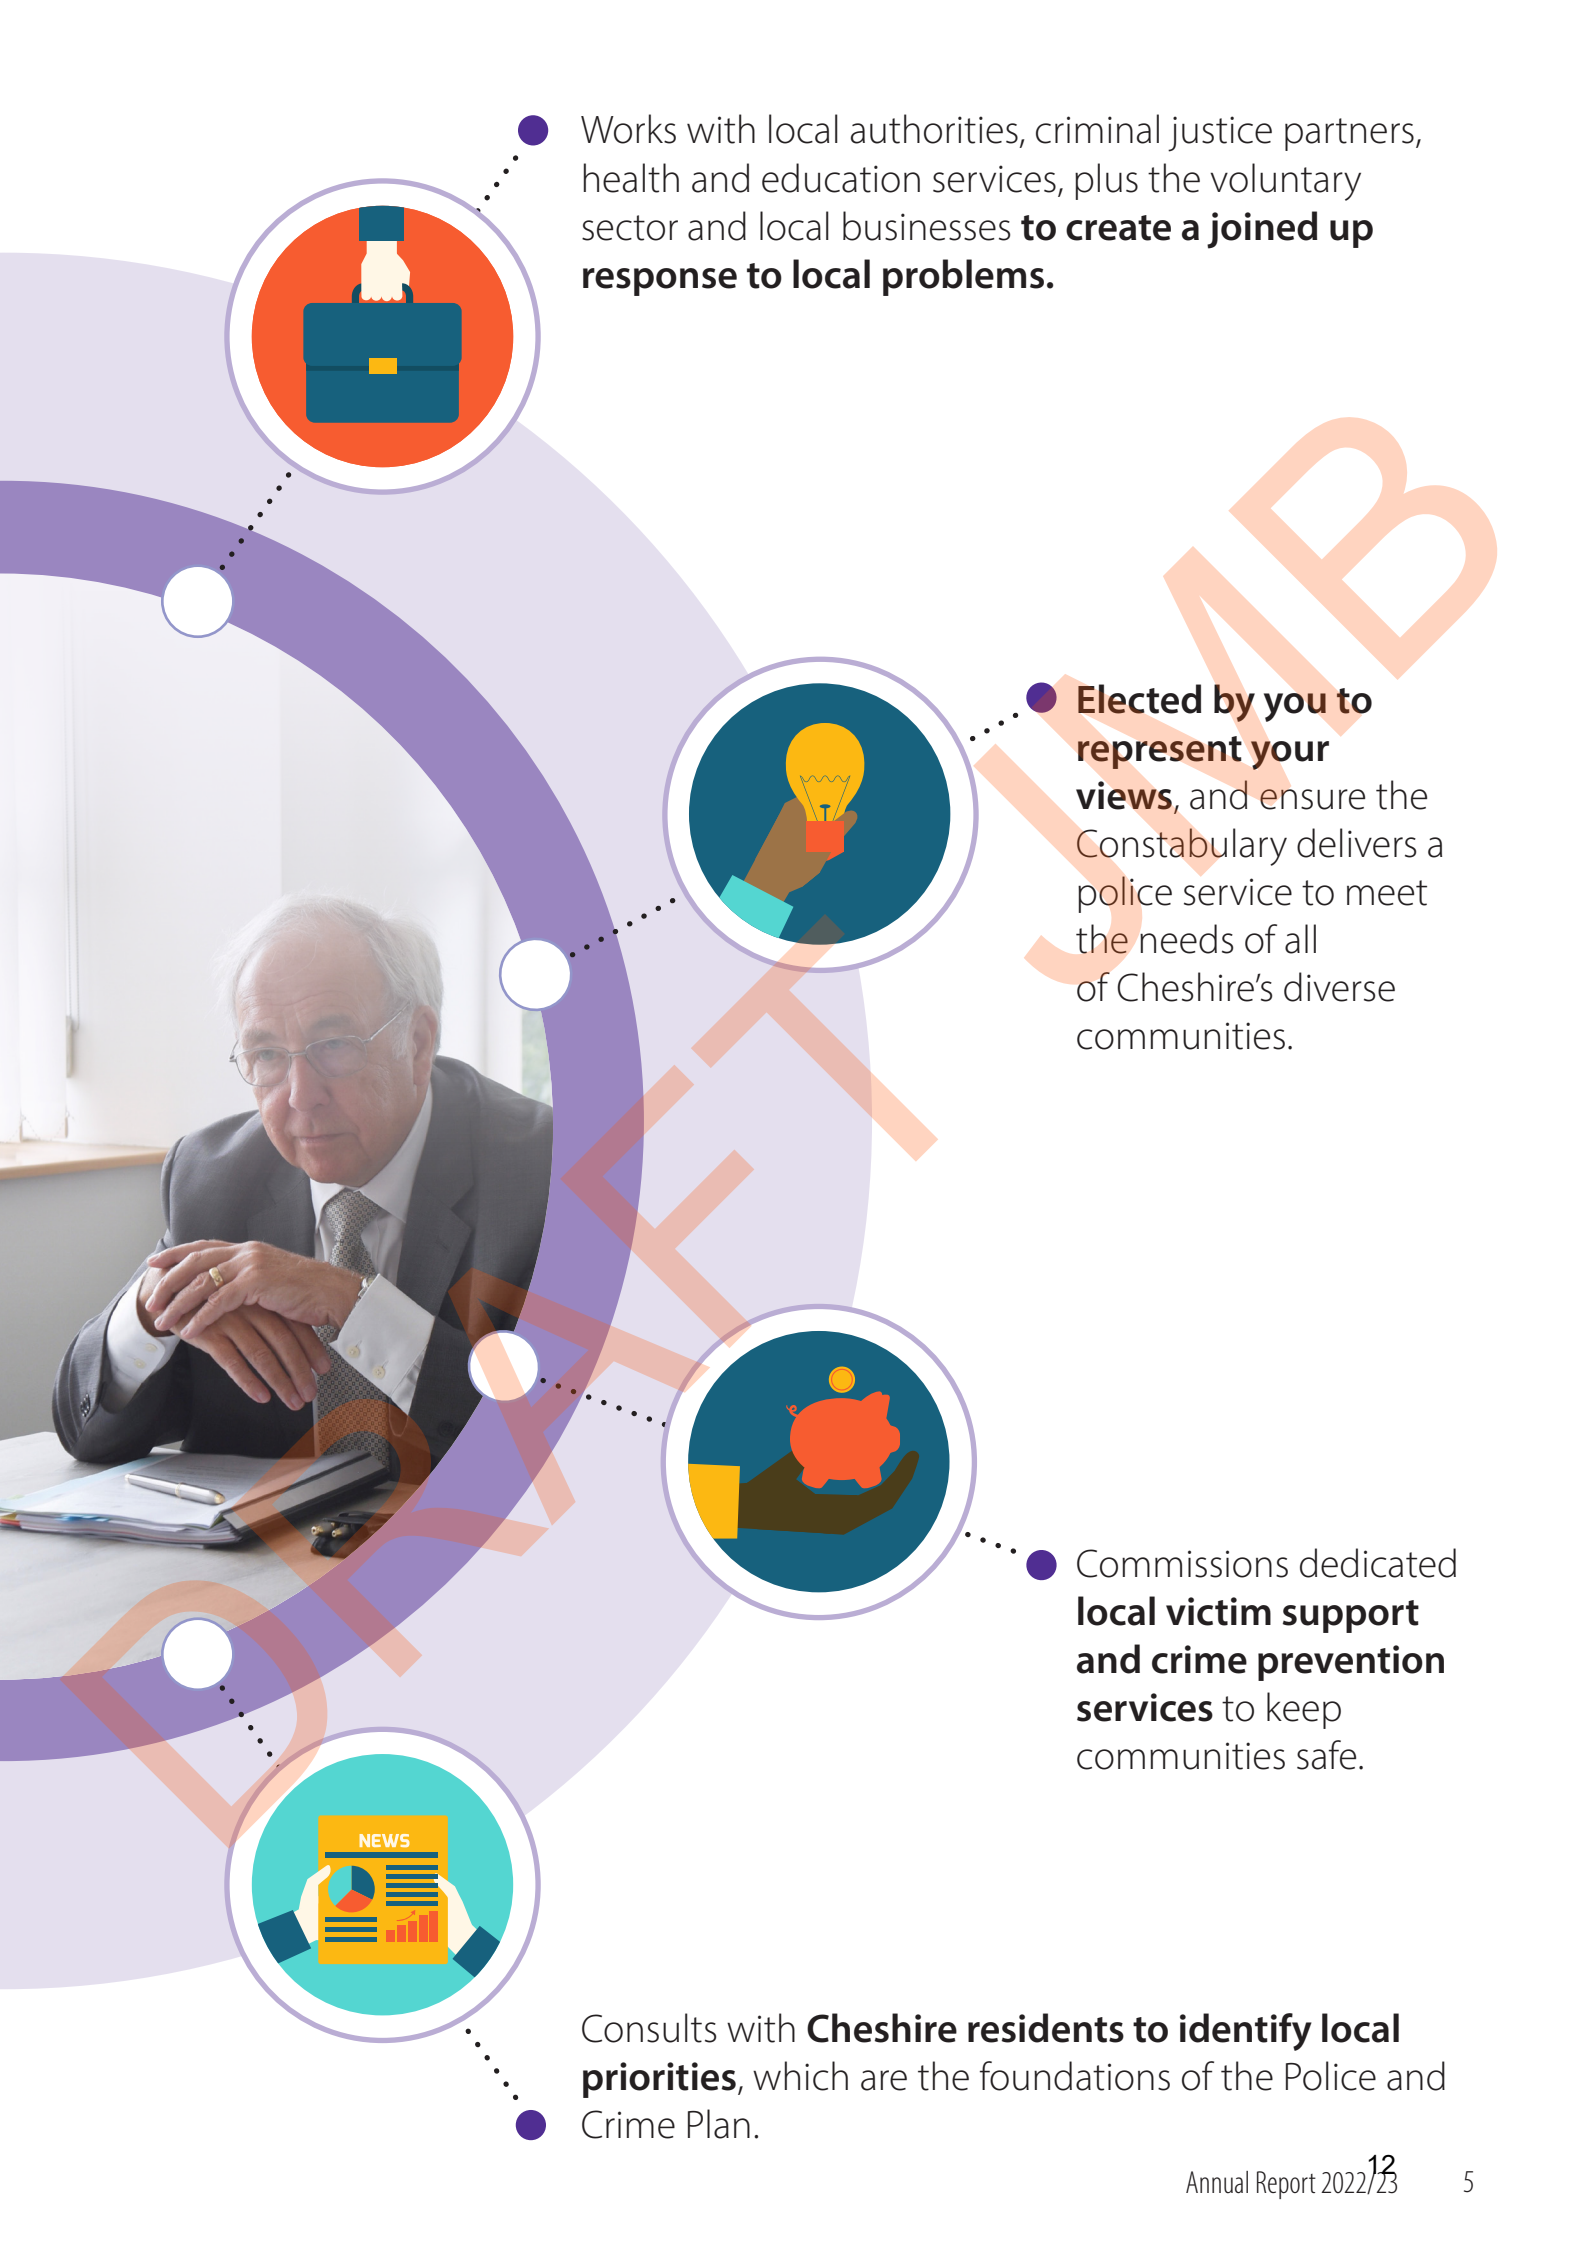 Works with local authorities, criminal justice partners,
health and education services, plus the voluntary
sector and local businesses to create a joined up
response to local problems.
Elected by you to
represent your
views, and ensure the
Constabulary delivers a
police service to meet
the needs of all
of Cheshire’s diverse
communities.
DRAFT JMB
Commissions dedicated
local victim support
and crime prevention
services to keep
communities safe.
NEWS
Consults with Cheshire residents to identify local
priorities, which are the foundations of the Police and
Crime Plan.
12
Annual Report 2022/23 5